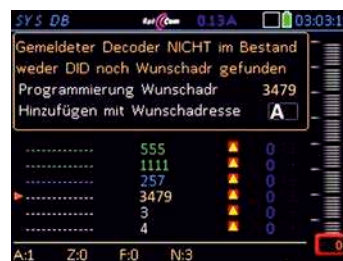 SYS DB RailCom 0.13A 03:03:1
Gemeldeter Decoder NICHT im Bestand
weder DID noch Wunschadr gefunden
Programmierung Wunschadr 3479
Hinzufügen mit Wunschadresse A
------------- 555 0
------------- 1111 0
------------- 257 0
------------- 3479 0
------------- 3 0
------------- 4 0
0
A:1 Z:0 F:0 N:3